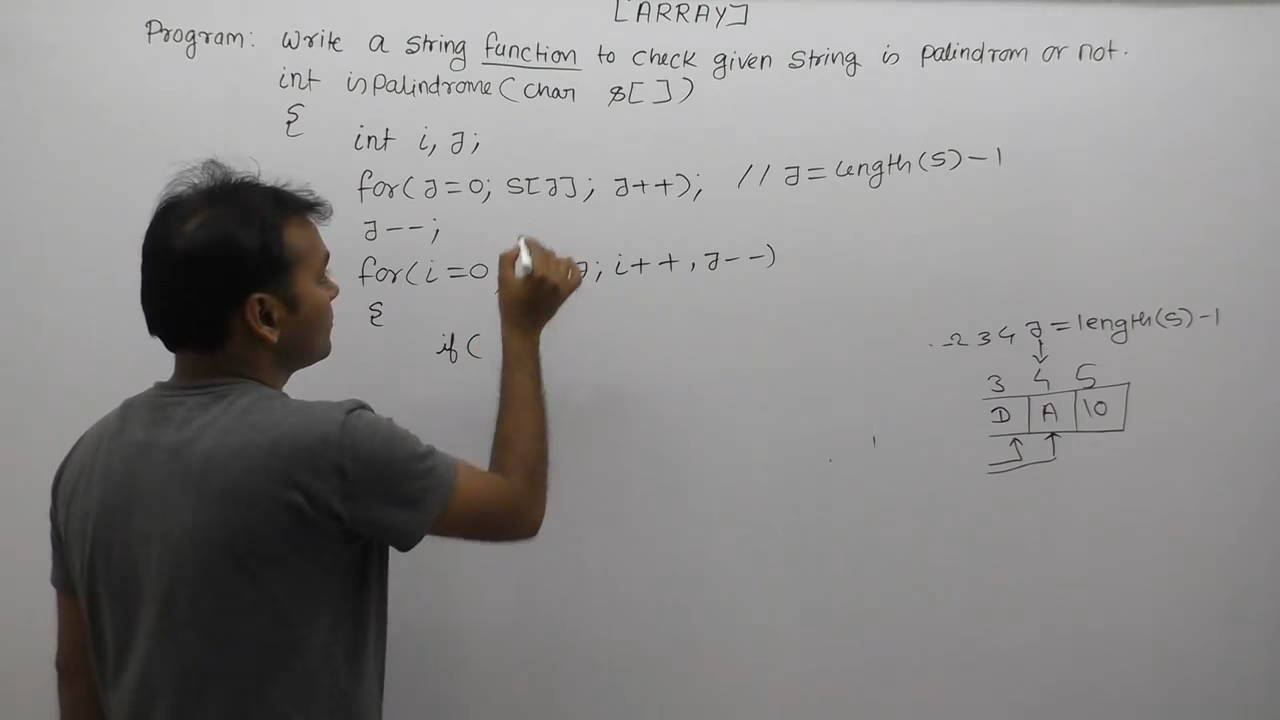 [ARRAY]
Program: Write a string function to check given string is palindrom or not.
int isPalindrome(char s[])
{
int i, J;
for(J=0; S[J]; J++); // J=length(S)-1
J--;
for(i=0 J; i++, J--)
{
if(
2 3 4 J=length(S)-1
3 4 5
D A 10